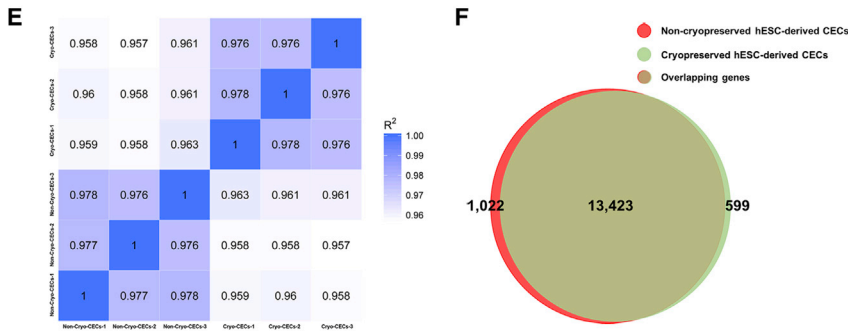 E
Cryo-CECs-3 0.958 0.957 0.961 0.976 0.976 1
Cryo-CECs-2 0.96 0.958 0.961 0.978 1 0.976
Cryo-CECs-1 0.959 0.958 0.963 1 0.978 0.976
Non-Cryo-CECs-3 0.978 0.976 1 0.963 0.961 0.961
Non-Cryo-CECs-2 0.977 1 0.976 0.958 0.958 0.957
Non-Cryo-CECs-1 1 0.977 0.978 0.959 0.96 0.958
Non-Cryo-CECs-1 Non-Cryo-CECs-2 Non-Cryo-CECs-3 Cryo-CECs-1 Cryo-CECs-2 Cryo-CECs-3
R²
1.00
0.99
0.98
0.97
0.96
F
Non-cryopreserved hESC-derived CECs
Cryopreserved hESC-derived CECs
Overlapping genes
1,022 13,423 599